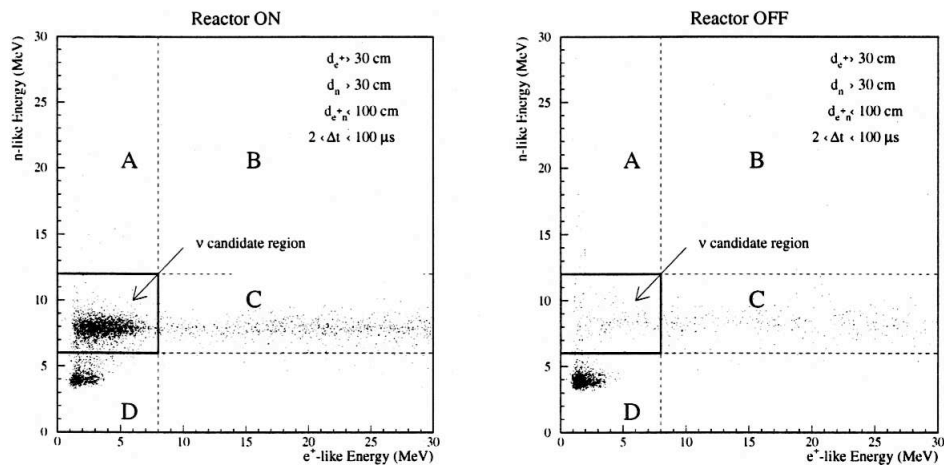 Reactor ON
n-like Energy (MeV)
30
25
20
15
10
5
0
d_e+ > 30 cm
d_n > 30 cm
d_e+n < 100 cm
2 < Δt < 100 μs
A
B
ν candidate region
C
D
0 5 10 15 20 25 30
e⁺-like Energy (MeV)
Reactor OFF
n-like Energy (MeV)
30
25
20
15
10
5
0
d_e+ > 30 cm
d_n > 30 cm
d_e+n < 100 cm
2 < Δt < 100 μs
A
B
ν candidate region
C
D
0 5 10 15 20 25 30
e⁺-like Energy (MeV)